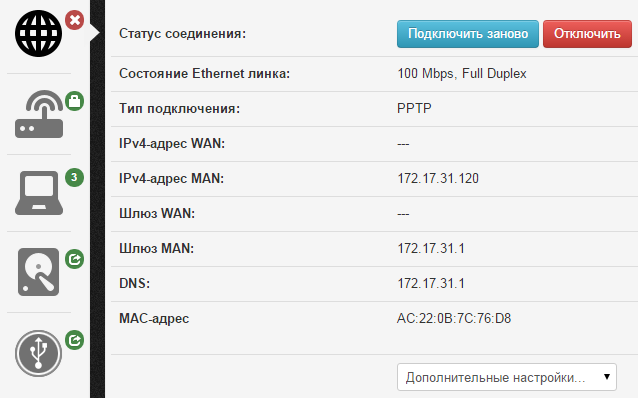 Статус соединения: Подключить заново Отключить
Состояние Ethernet линка: 100 Mbps, Full Duplex
Тип подключения: PPTP
IPv4-адрес WAN: ---
3 IPv4-адрес MAN: 172.17.31.120
Шлюз WAN: ---
Шлюз MAN: 172.17.31.1
DNS: 172.17.31.1
MAC-адрес AC:22:0B:7C:76:D8
Дополнительные настройки...